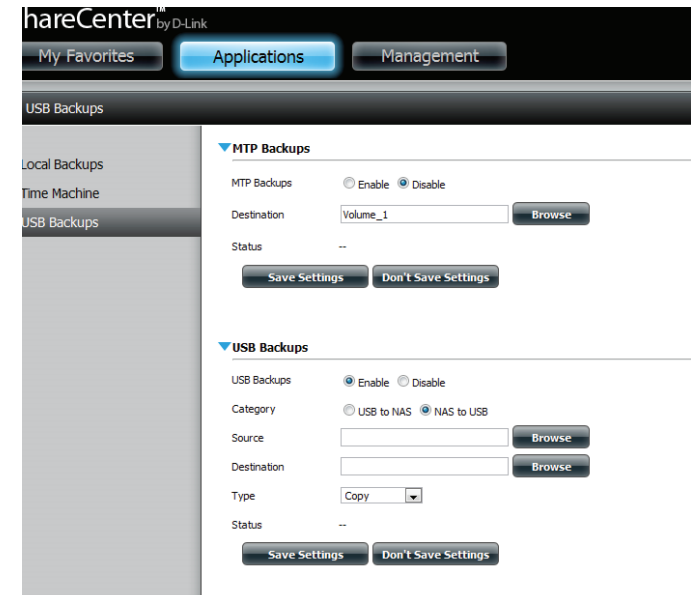 hareCenter™ by D-Link
My Favorites Applications Management
USB Backups
Local Backups
Time Machine
USB Backups
MTP Backups
MTP Backups Enable Disable
Destination Volume_1 Browse
Status --
Save Settings Don't Save Settings
USB Backups
USB Backups Enable Disable
Category USB to NAS NAS to USB
Source Browse
Destination Browse
Type Copy
Status --
Save Settings Don't Save Settings